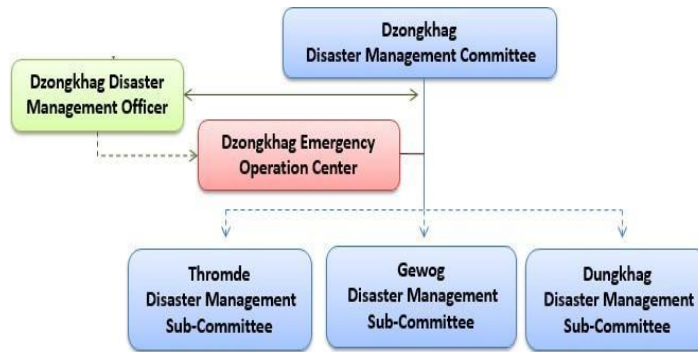 Dzongkhag
Disaster Management Committee
Dzongkhag Disaster
Management Officer
Dzongkhag Emergency
Operation Center
Thromde
Disaster Management
Sub-Committee
Gewog
Disaster Management
Sub-Committee
Dungkhag
Disaster Management
Sub-Committee